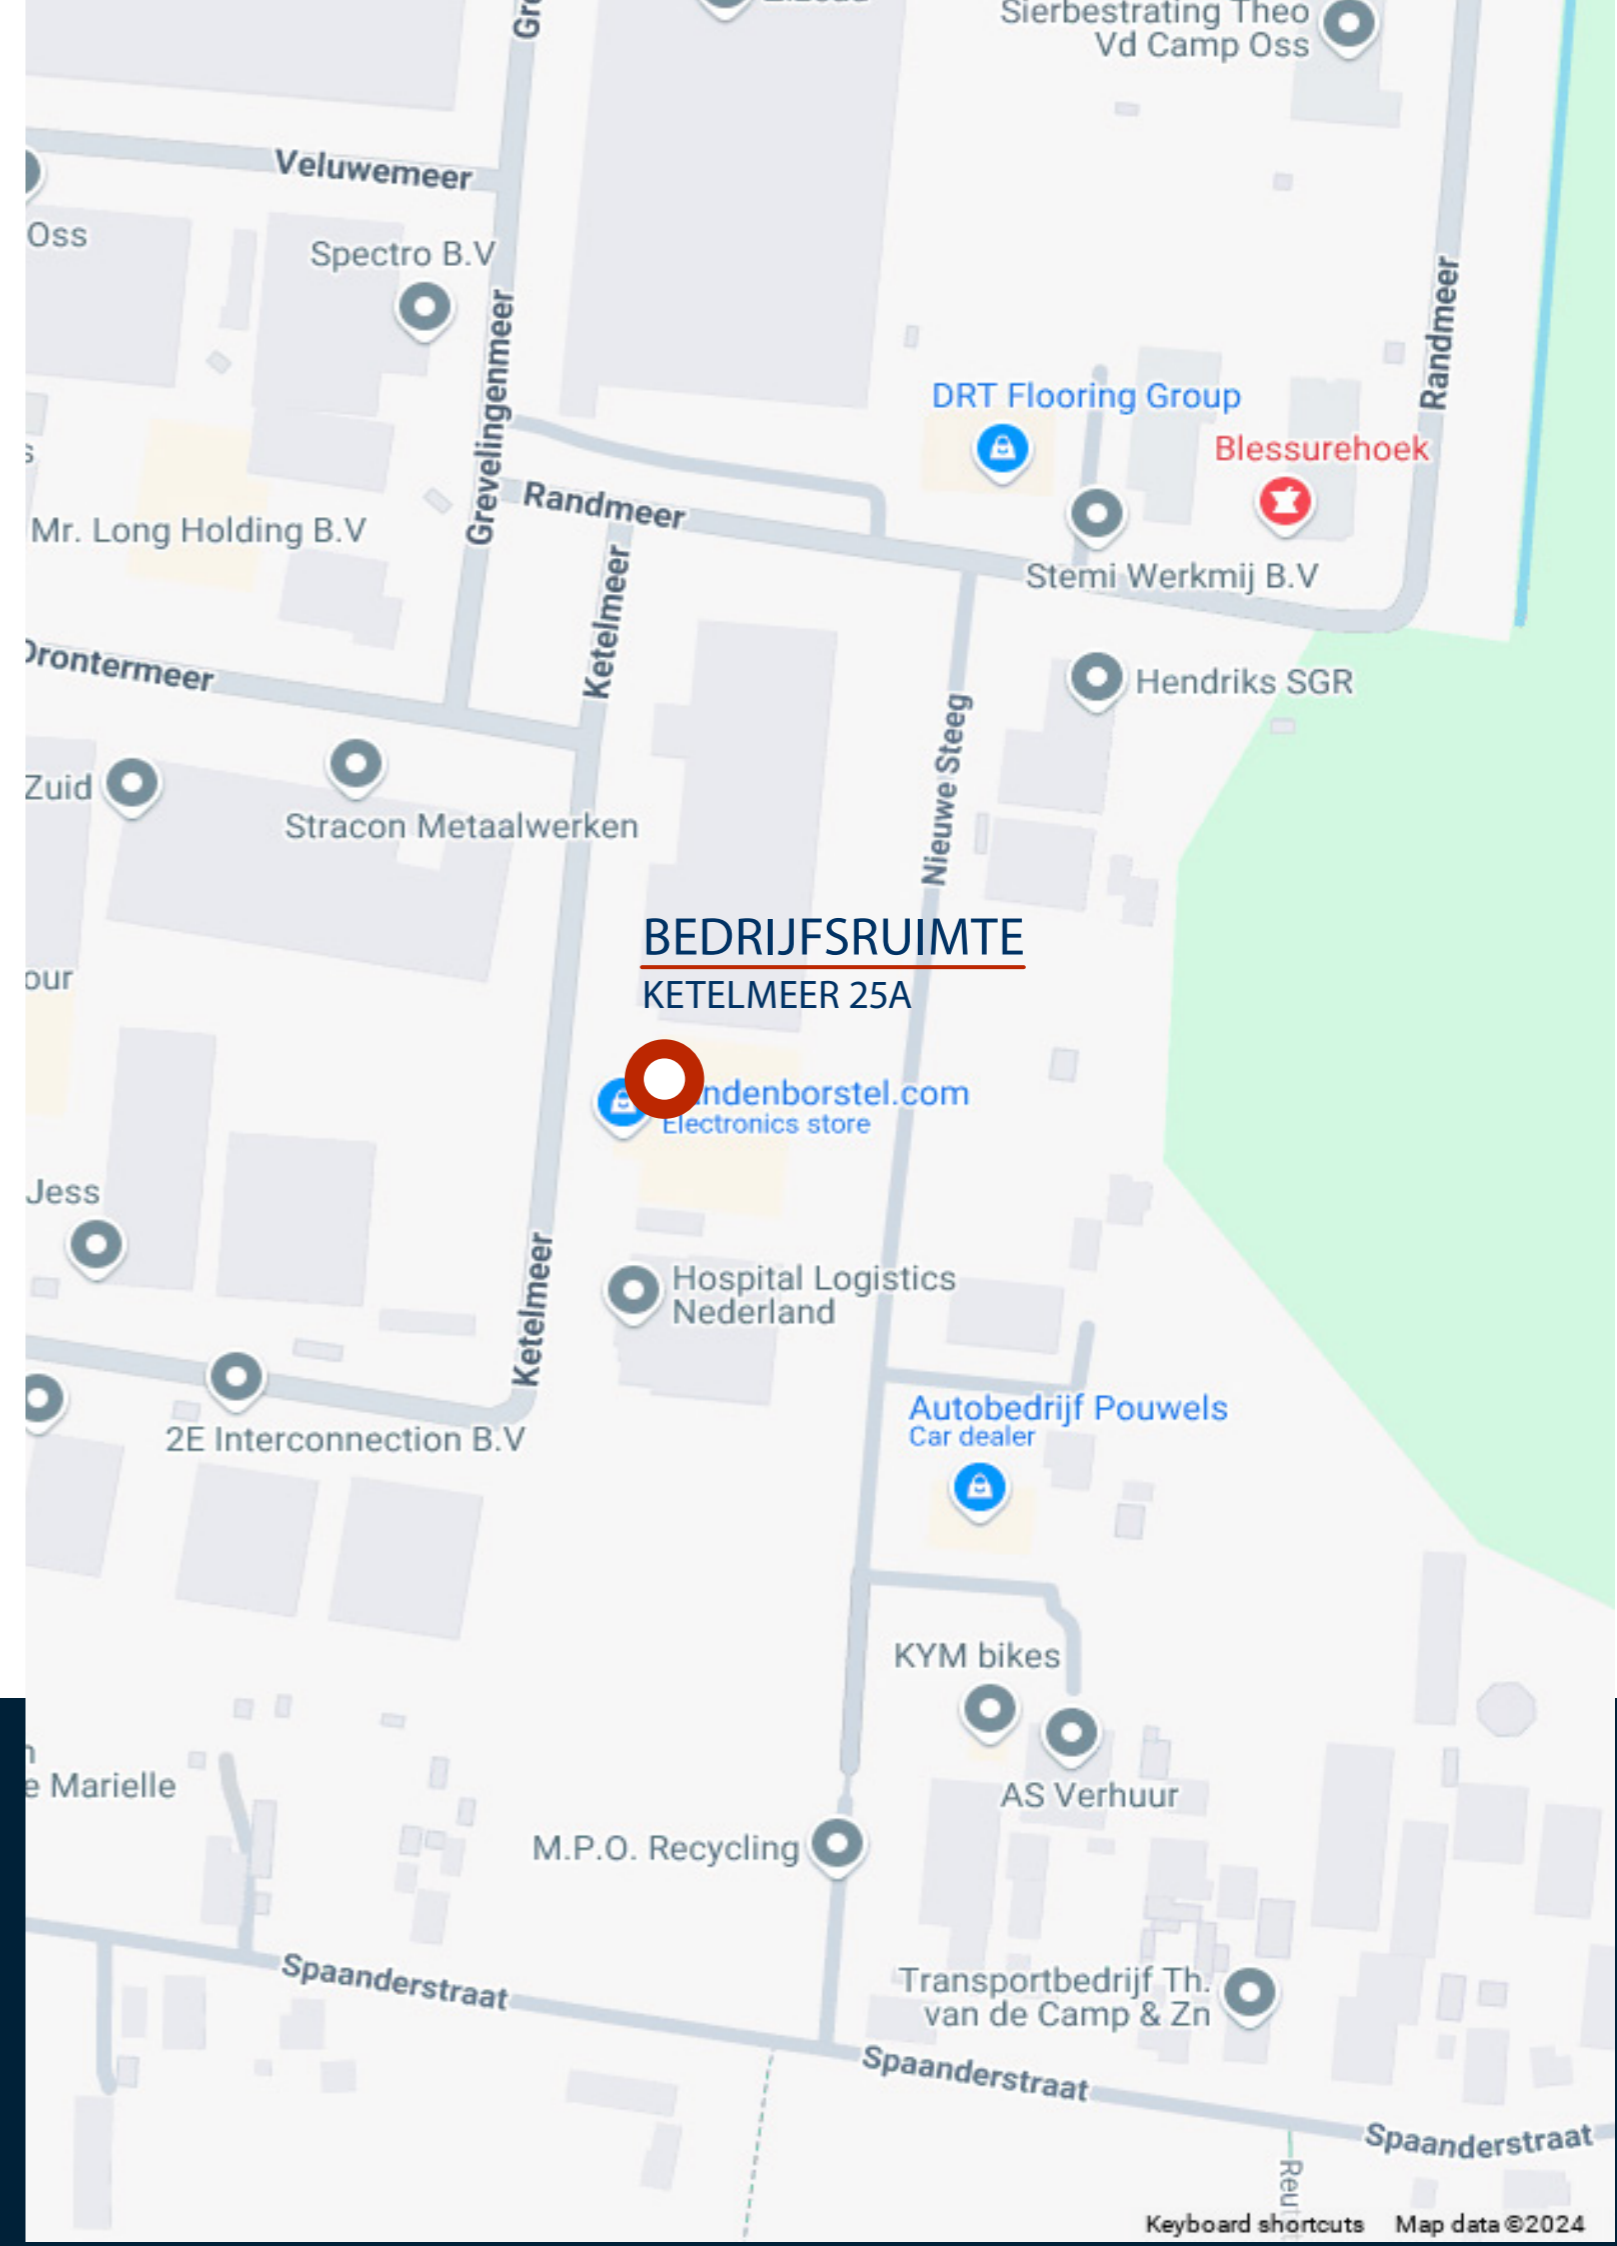 Sierbestrating Theo
Vd Camp Oss
Veluwemeer
Oss
Spectro B.V
Grevelingenmeer
Randmeer
DRT Flooring Group
Blessurehoek
Randmeer
Mr. Long Holding B.V
Ketelmeer
Stemi Werkmij B.V
Drontermeer
Hendriks SGR
Nieuwe Steeg
Zuid
Stracon Metaalwerken
BEDRIJFSRUIMTE
KETELMEER 25A
our
ndenborstel.com
Electronics store
Jess
Ketelmeer
Hospital Logistics
Nederland
Autobedrijf Pouwels
Car dealer
2E Interconnection B.V
KYM bikes
AS Verhuur
e Marielle
M.P.O. Recycling
Spaanderstraat
Transportbedrijf Th.
van de Camp & Zn
Spaanderstraat
Spaanderstraat
Reu
Keyboard shortcuts Map data ©2024